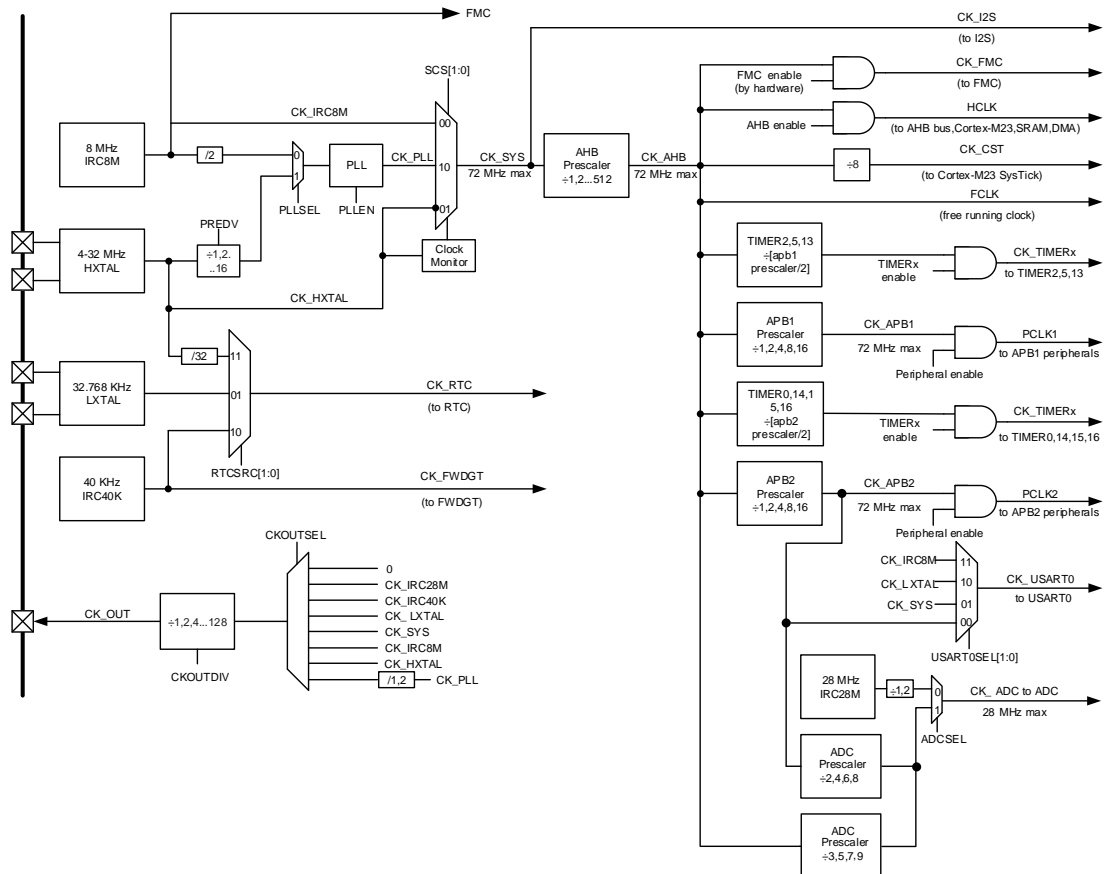 FMC
CK_I2S
(to I2S)
SCS[1:0]
FMC enable
(by hardware)
CK_FMC
(to FMC)
CK_IRC8M
00
AHB enable
HCLK
(to AHB bus,Cortex-M23,SRAM,DMA)
8 MHz
IRC8M
/2
0
1
PLL
CK_PLL
10
CK_SYS
72 MHz max
AHB
Prescaler
÷1,2...512
CK_AHB
72 MHz max
÷8
CK_CST
(to Cortex-M23 SysTick)
PLLSEL
PLLEN
01
FCLK
(free running clock)
PREDV
4-32 MHz
HXTAL
÷1,2.
..16
Clock
Monitor
TIMER2,5,13
÷[apb1
prescaler/2]
TIMERx
enable
CK_TIMERx
to TIMER2,5,13
CK_HXTAL
APB1
Prescaler
÷1,2,4,8,16
CK_APB1
72 MHz max
Peripheral enable
PCLK1
to APB1 peripherals
/32
11
32.768 KHz
LXTAL
01
CK_RTC
(to RTC)
TIMER0,14,1
5,16
÷[apb2
prescaler/2]
TIMERx
enable
CK_TIMERx
to TIMER0,14,15,16
10
RTCSRC[1:0]
40 KHz
IRC40K
CK_FWDGT
(to FWDGT)
APB2
Prescaler
÷1,2,4,8,16
CK_APB2
72 MHz max
Peripheral enable
PCLK2
to APB2 peripherals
CKOUTSEL
0
CK_IRC28M
CK_IRC40K
CK_LXTAL
CK_SYS
CK_IRC8M
CK_HXTAL
/1,2
CK_PLL
CK_OUT
÷1,2,4...128
CKOUTDIV
CK_IRC8M
11
CK_LXTAL
10
CK_SYS
01
00
CK_USART0
to USART0
USART0SEL[1:0]
28 MHz
IRC28M
÷1,2
0
1
CK_ ADC to ADC
28 MHz max
ADCSEL
ADC
Prescaler
÷2,4,6,8
ADC
Prescaler
÷3,5,7,9